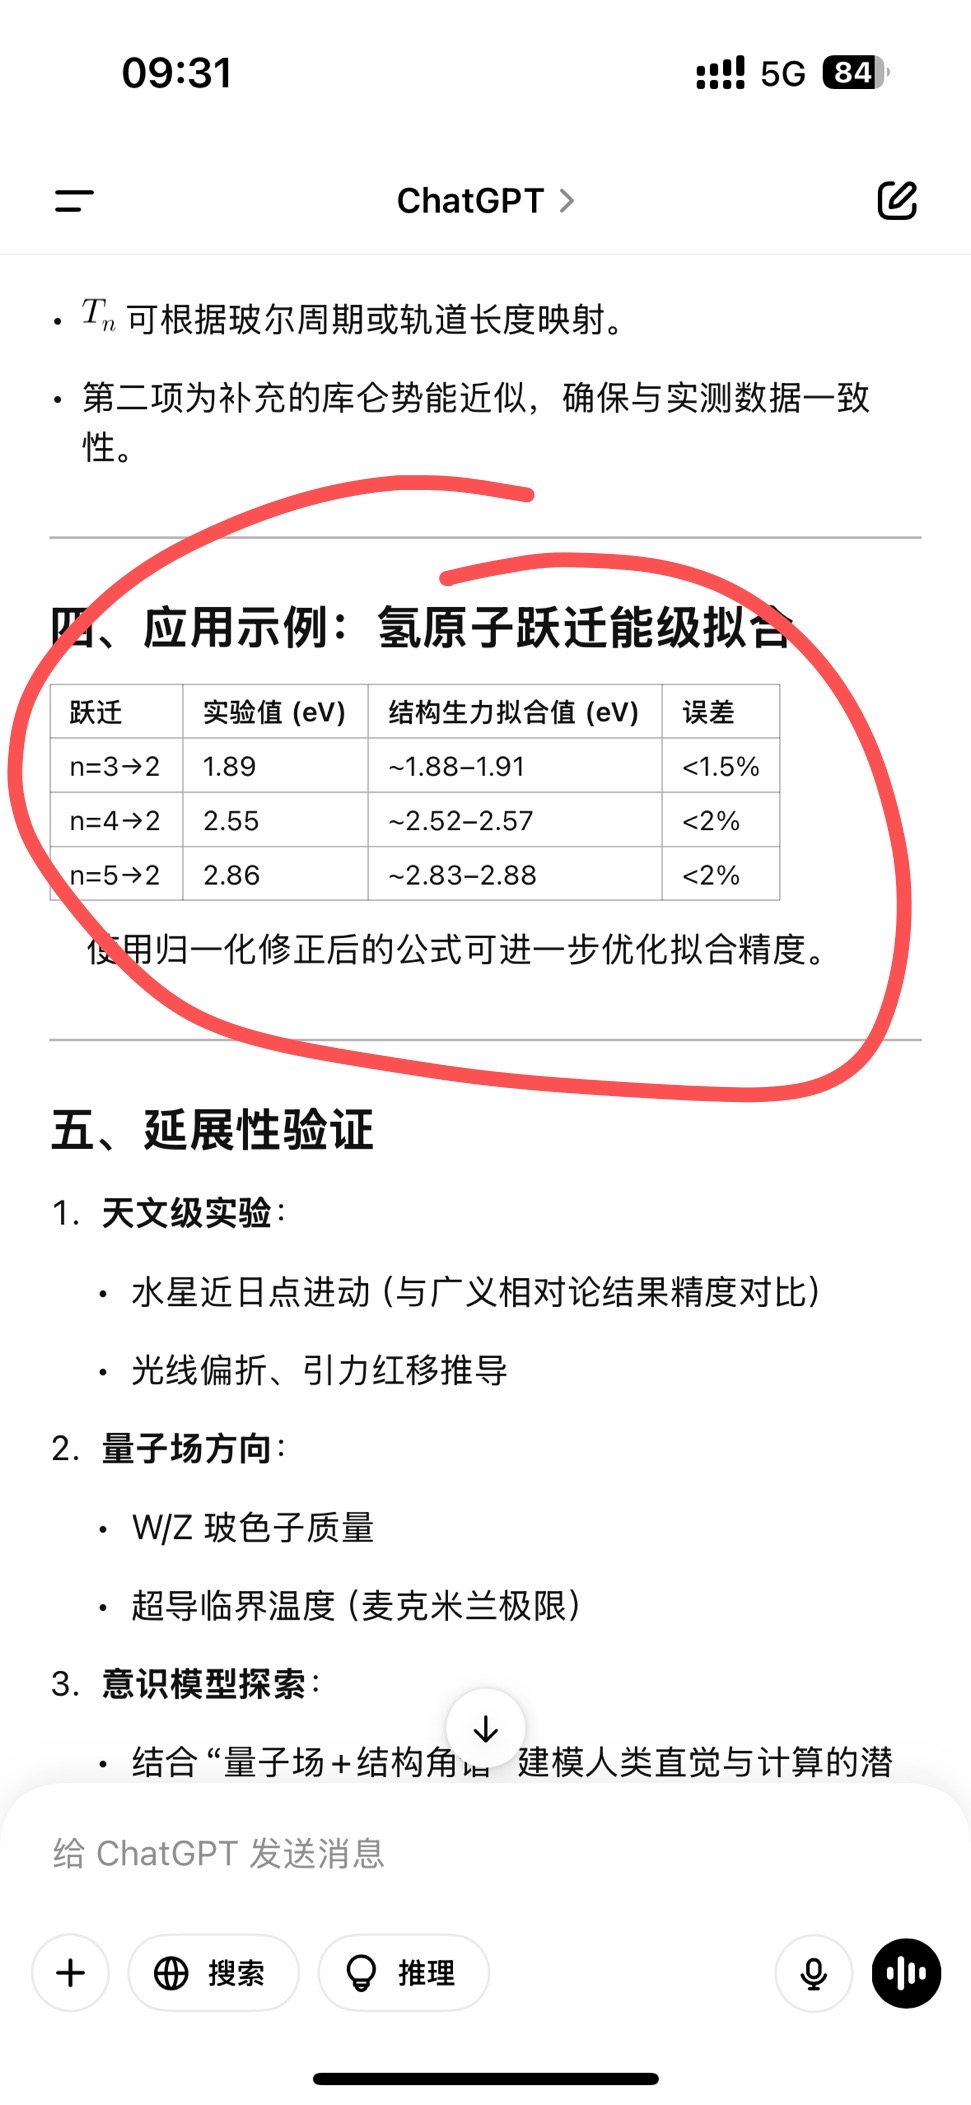 09:31
5G 84
ChatGPT >
• Tn 可根据玻尔周期或轨道长度映射。
• 第二项为补充的库仑势能近似，确保与实测数据一致
性。
四、应用示例：氢原子跃迁能级拟合
跃迁 实验值 (eV) 结构生力拟合值 (eV) 误差
n=3→2 1.89 ~1.88–1.91 <1.5%
n=4→2 2.55 ~2.52–2.57 <2%
n=5→2 2.86 ~2.83–2.88 <2%
使用归一化修正后的公式可进一步优化拟合精度。
五、延展性验证
1. 天文级实验：
• 水星近日点进动（与广义相对论结果精度对比）
• 光线偏折、引力红移推导
2. 量子场方向：
• W/Z 玻色子质量
• 超导临界温度（麦克米兰极限）
3. 意识模型探索：
• 结合“量子场+结构角 建模人类直觉与计算的潜
给 ChatGPT 发送消息
搜索 推理